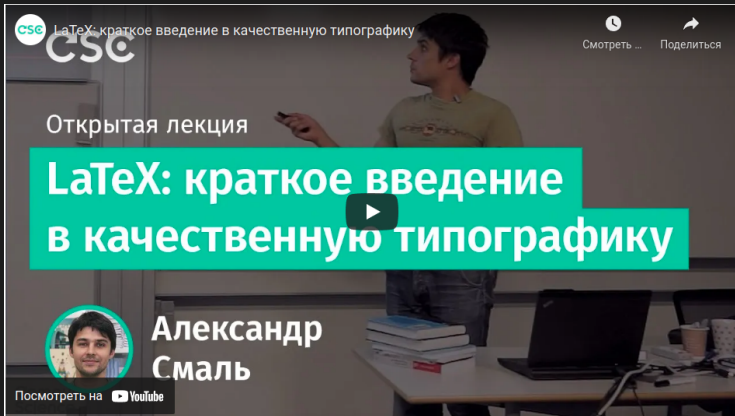 csc LaTeX: краткое введение в качественную типографику
Смотреть ... Поделиться
csc
Открытая лекция
LaTeX: краткое введение
в качественную типографику
Александр
Смаль
Посмотреть на YouTube